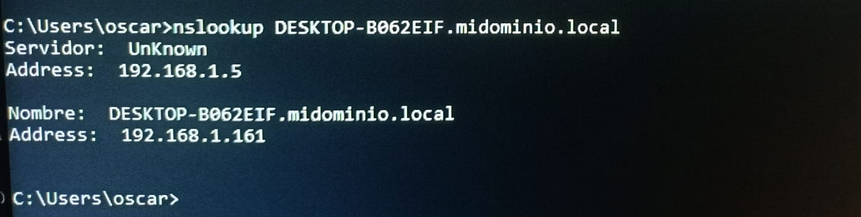 C:\Users\oscar>nslookup DESKTOP-B062EIF.midominio.local
Servidor:  UnKnown
Address:  192.168.1.5
Nombre:  DESKTOP-B062EIF.midominio.local
Address:  192.168.1.161
C:\Users\oscar>